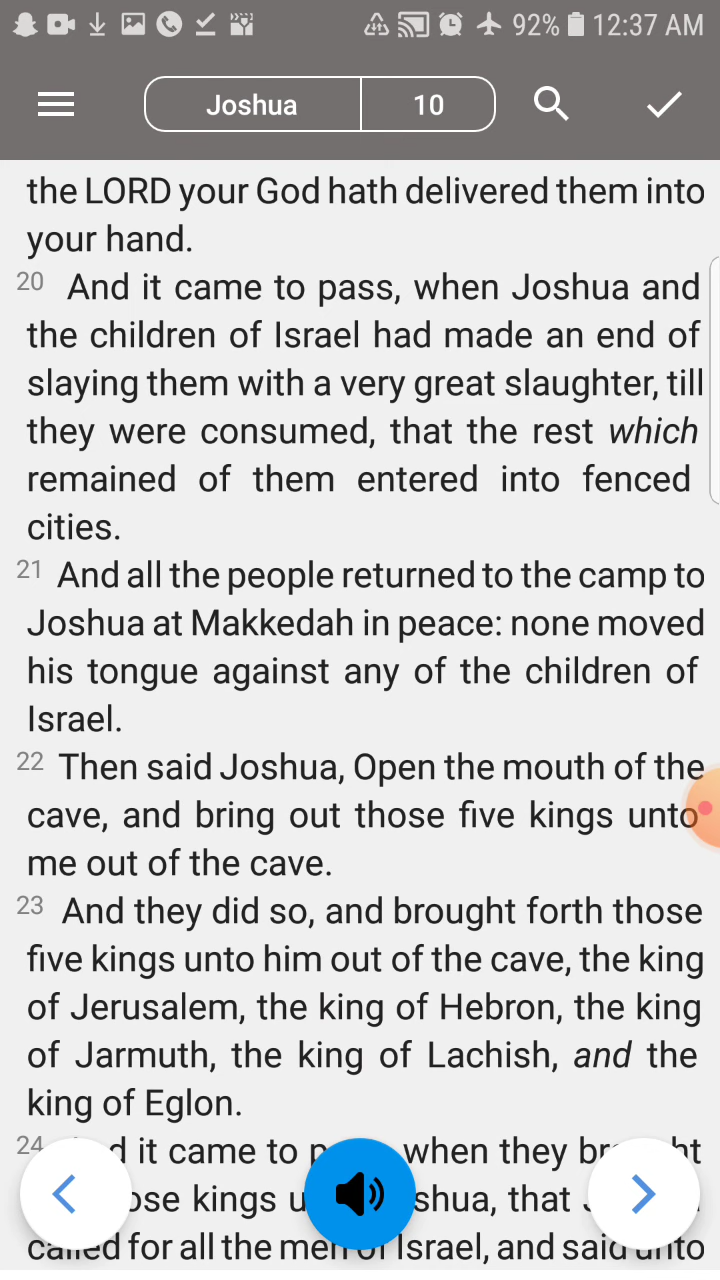 92% 12:37 AM
Joshua 10
the LORD your God hath delivered them into
your hand.
20 And it came to pass, when Joshua and
the children of Israel had made an end of
slaying them with a very great slaughter, till
they were consumed, that the rest which
remained of them entered into fenced
cities.
21 And all the people returned to the camp to
Joshua at Makkedah in peace: none moved
his tongue against any of the children of
Israel.
22 Then said Joshua, Open the mouth of the
cave, and bring out those five kings unto
me out of the cave.
23 And they did so, and brought forth those
five kings unto him out of the cave, the king
of Jerusalem, the king of Hebron, the king
of Jarmuth, the king of Lachish, and the
king of Eglon.
24 it came to when they
kings that
called for all the men of Israel, and said unto